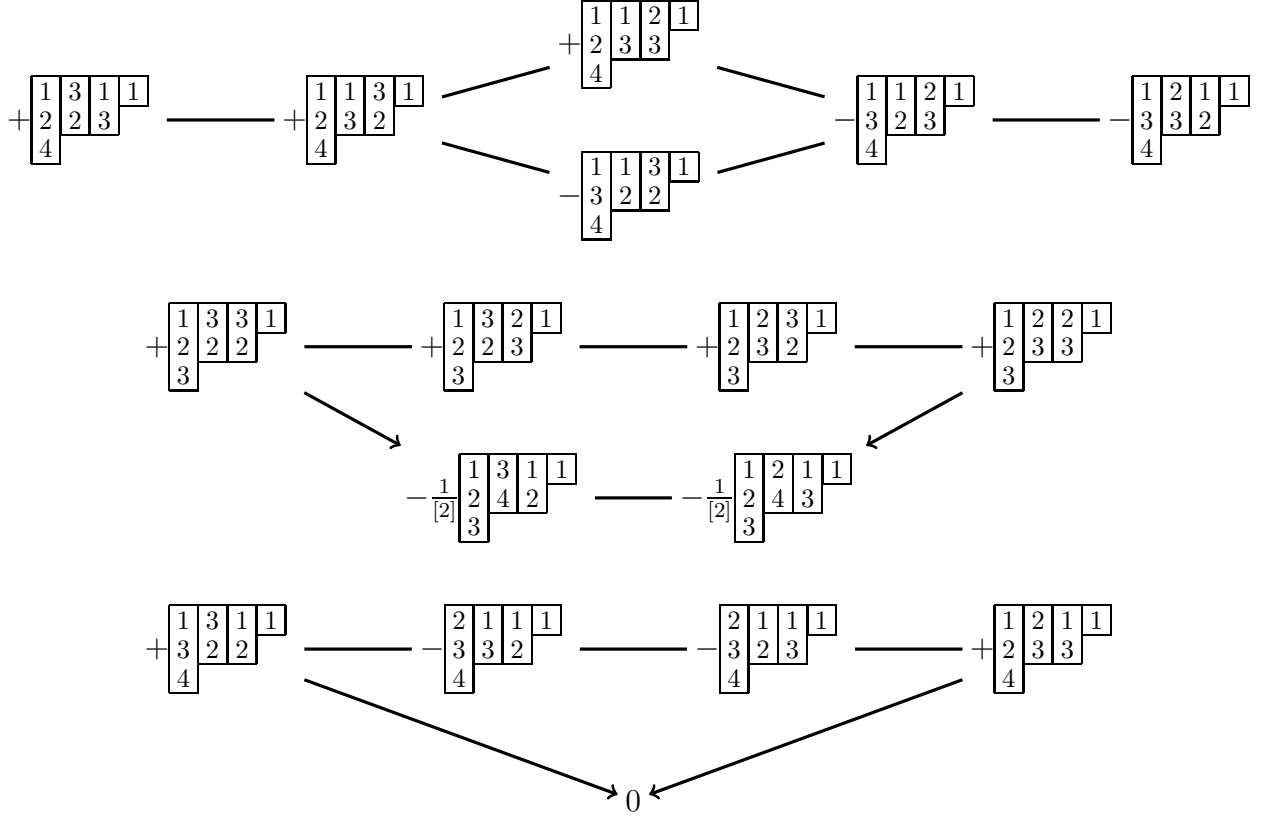 1 1 2 1
+ 2 3 3
4
1 3 1 1 1 1 3 1 1 1 2 1 1 2 1 1
+ 2 2 3 + 2 3 2 − 3 2 3 − 3 3 2
4 4 4 4
1 1 3 1
− 3 2 2
4
1 3 3 1 1 3 2 1 1 2 3 1 1 2 2 1
+ 2 2 2 + 2 2 3 + 2 3 2 + 2 3 3
3 3 3 3
1 3 1 1 1 2 1 1
− 1/[2] 2 4 2 − 1/[2] 2 4 3
3 3
1 3 1 1 2 1 1 1 2 1 1 1 1 2 1 1
+ 3 2 2 − 3 3 2 − 3 2 3 + 2 3 3
4 4 4 4
0